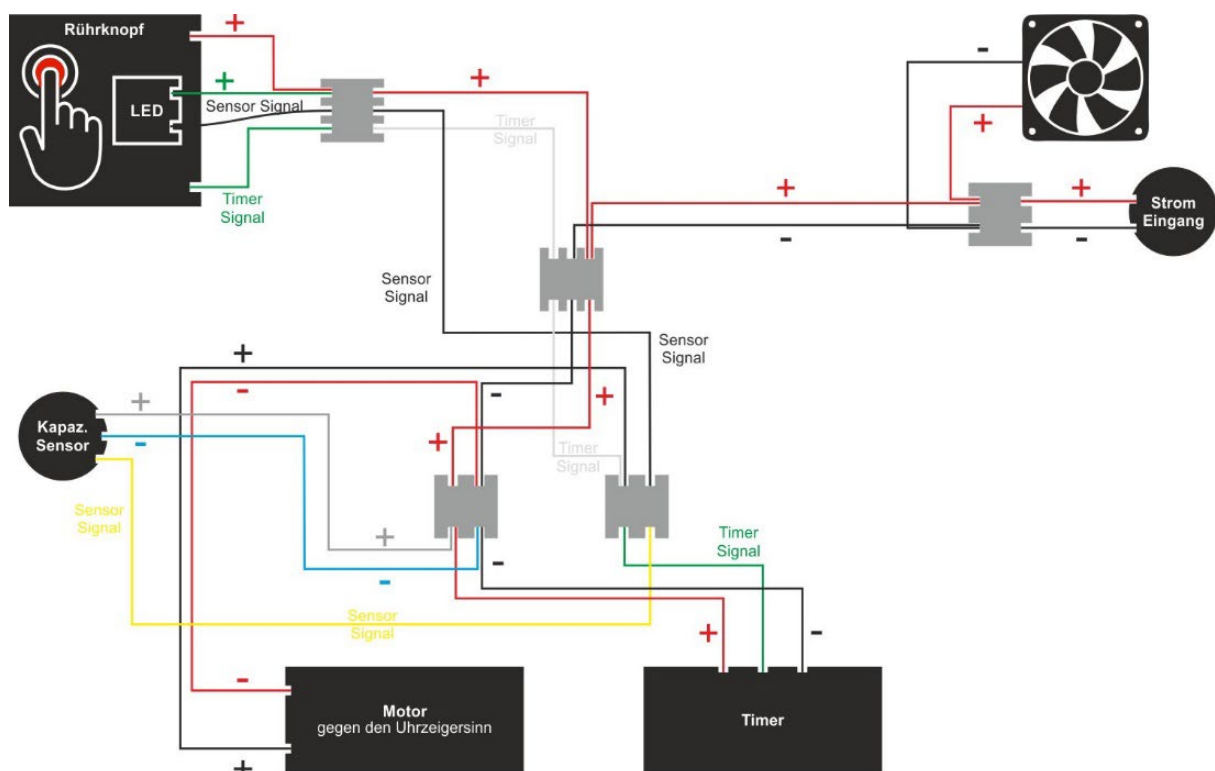 Rührknopf
+
+
LED
Sensor Signal
Timer
Signal
+
Timer
Signal
-
+
+
-
+
-
Strom
Eingang
Sensor
Signal
Sensor
Signal
+
-
-
+
+
-
+
Kapaz.
Sensor
Timer
Signal
Sensor
Signal
+
-
-
Timer
Signal
Sensor
Signal
+
-
-
+
Motor
gegen den Uhrzeigersinn
Timer